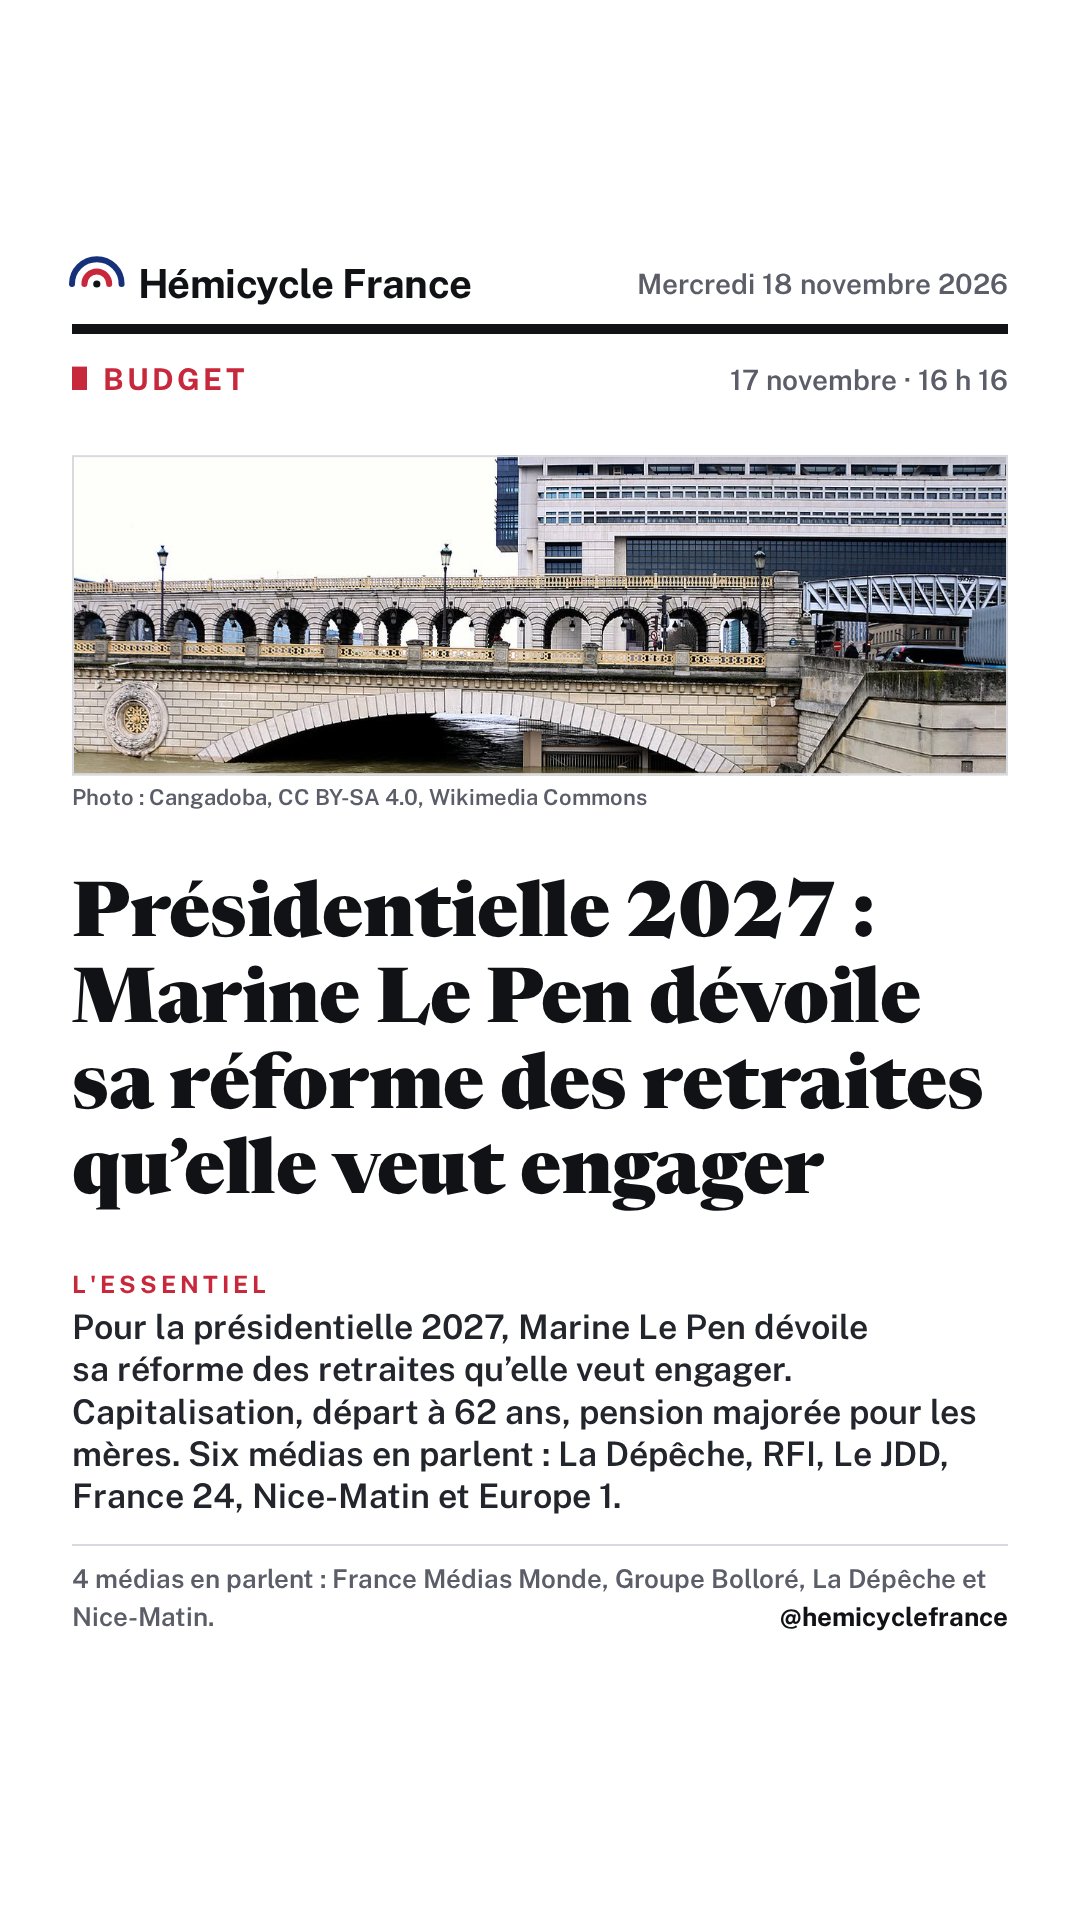 Hémicycle France
Mercredi 18 novembre 2026
BUDGET
17 novembre · 16 h 16
Photo : Cangadoba, CC BY-SA 4.0, Wikimedia Commons
Présidentielle 2027 :
Marine Le Pen dévoile
sa réforme des retraites
qu’elle veut engager
L'ESSENTIEL
Pour la présidentielle 2027, Marine Le Pen dévoile
sa réforme des retraites qu’elle veut engager.
Capitalisation, départ à 62 ans, pension majorée pour les
mères. Six médias en parlent : La Dépêche, RFI, Le JDD,
France 24, Nice-Matin et Europe 1.
4 médias en parlent : France Médias Monde, Groupe Bolloré, La Dépêche et
Nice-Matin.
@hemicyclefrance